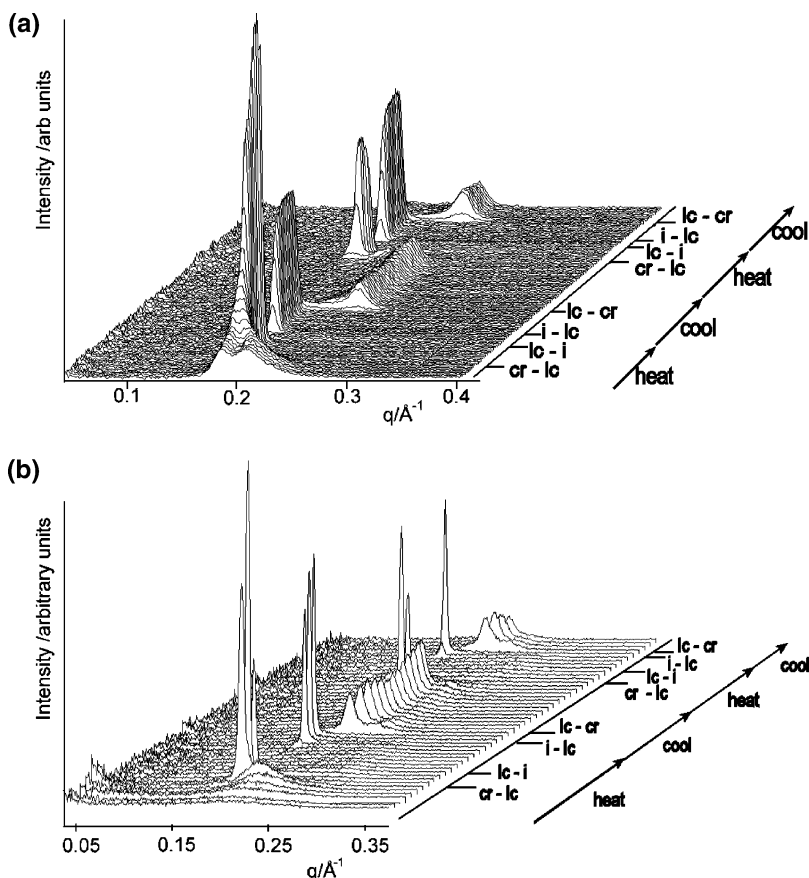 (a)
Intensity /arb units
0.1 0.2 0.3 0.4
q/Å⁻¹
lc - cr
i - lc
lc - i
cr - lc
lc - cr
i - lc
lc - i
cr - lc
cool
heat
cool
heat
(b)
Intensity /arbitrary units
0.05 0.15 0.25 0.35
q/Å⁻¹
lc - cr
i - lc
lc - i
cr - lc
lc - cr
i - lc
lc - i
cr - lc
cool
heat
cool
heat